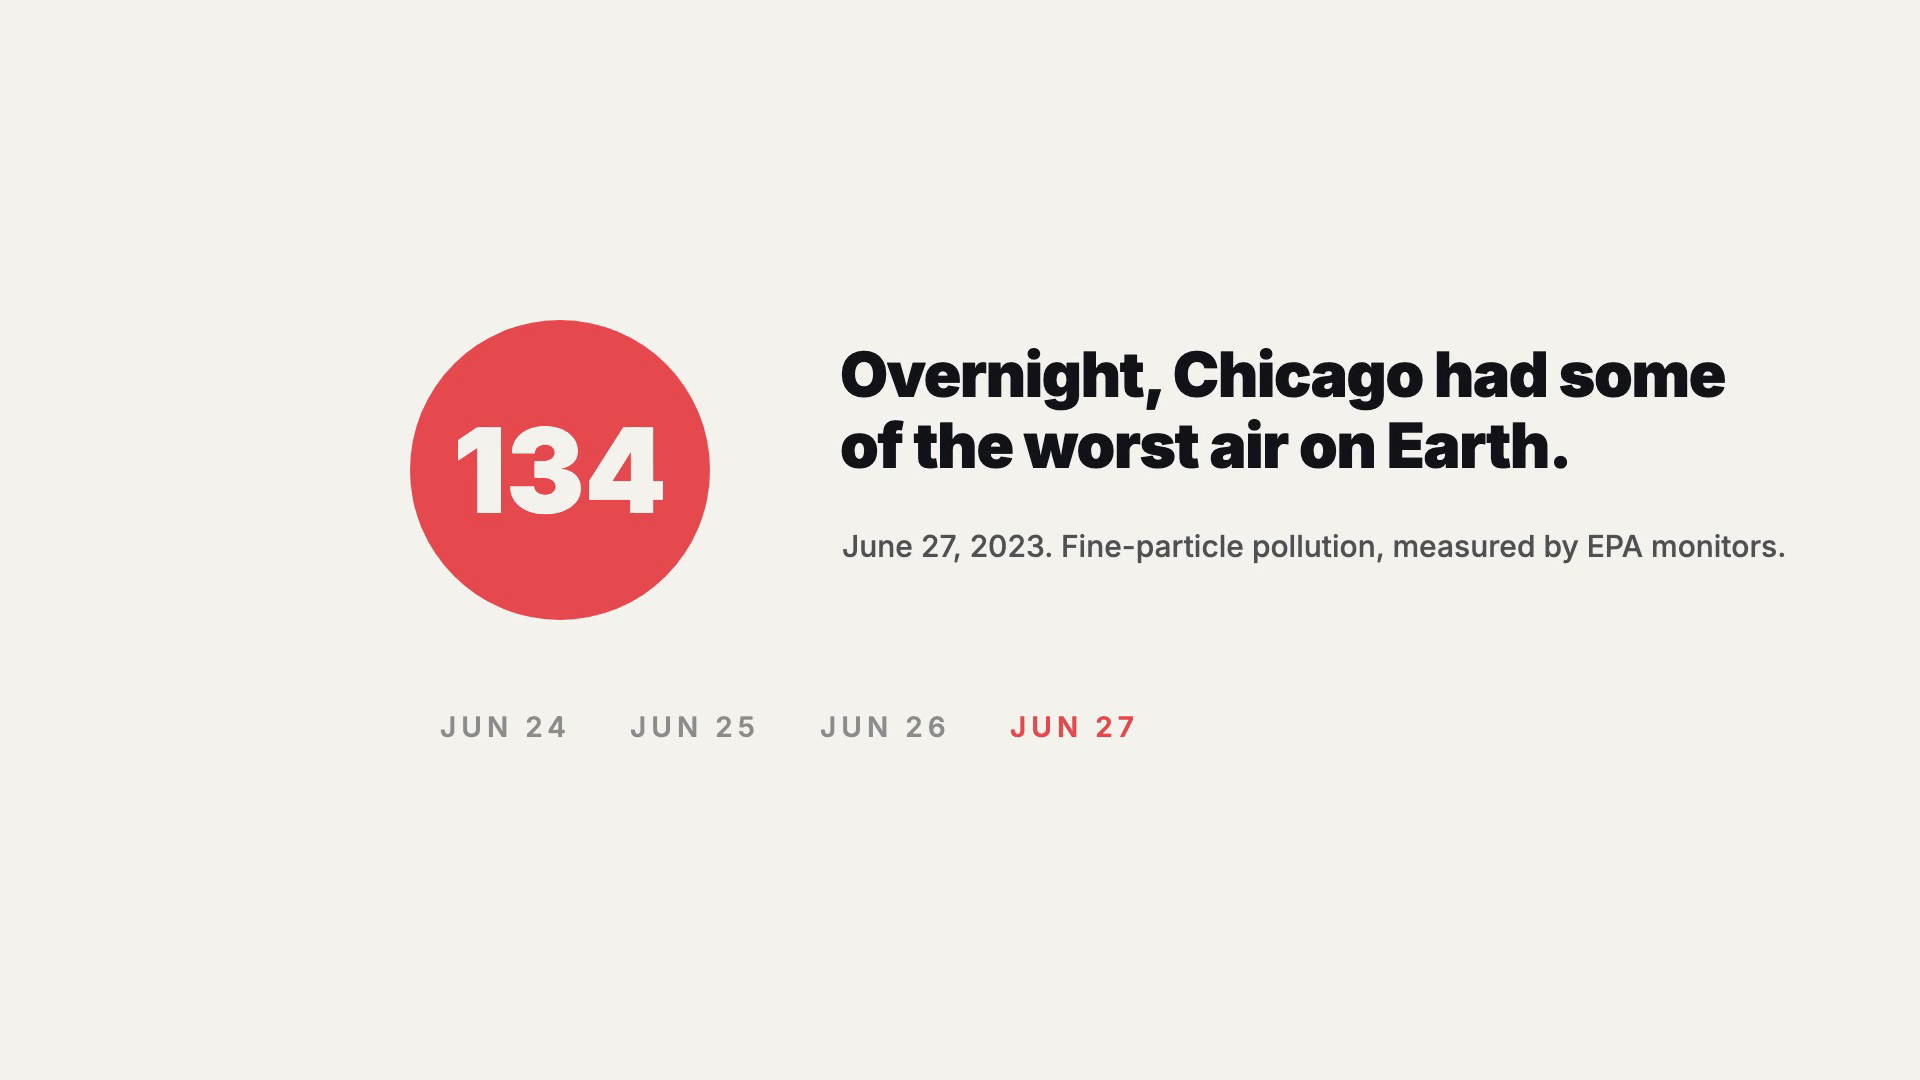 134
Overnight, Chicago had some
of the worst air on Earth.
June 27, 2023. Fine-particle pollution, measured by EPA monitors.
JUN 24 JUN 25 JUN 26 JUN 27